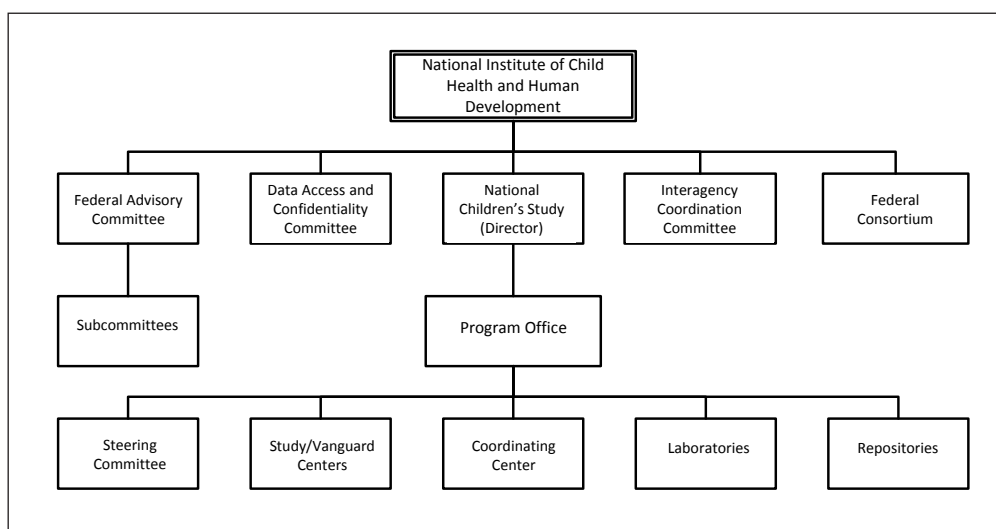 National Institute of Child
Health and Human
Development
Federal Advisory
Committee
Data Access and
Confidentiality
Committee
National
Children’s Study
(Director)
Interagency
Coordination
Committee
Federal
Consortium
Subcommittees
Program Office
Steering
Committee
Study/Vanguard
Centers
Coordinating
Center
Laboratories
Repositories